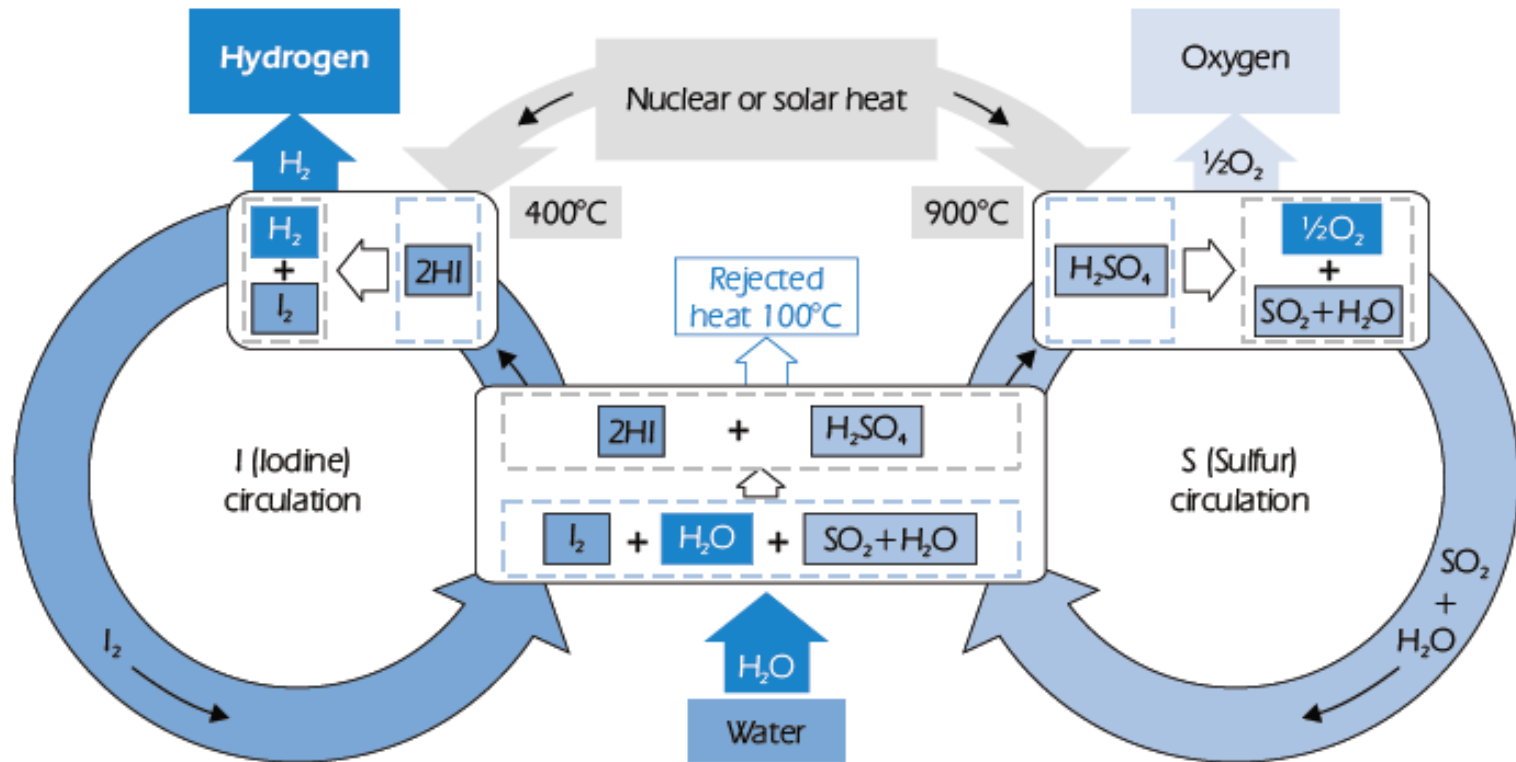 Hydrogen
Nuclear or solar heat
Oxygen
H₂
½O₂
400°C
900°C
H₂
+
I₂
2HI
H₂SO₄
½O₂
+
SO₂+H₂O
Rejected
heat 100°C
2HI + H₂SO₄
I (Iodine)
circulation
S (Sulfur)
circulation
I₂ + H₂O + SO₂+H₂O
I₂
SO₂
+
H₂O
H₂O
Water